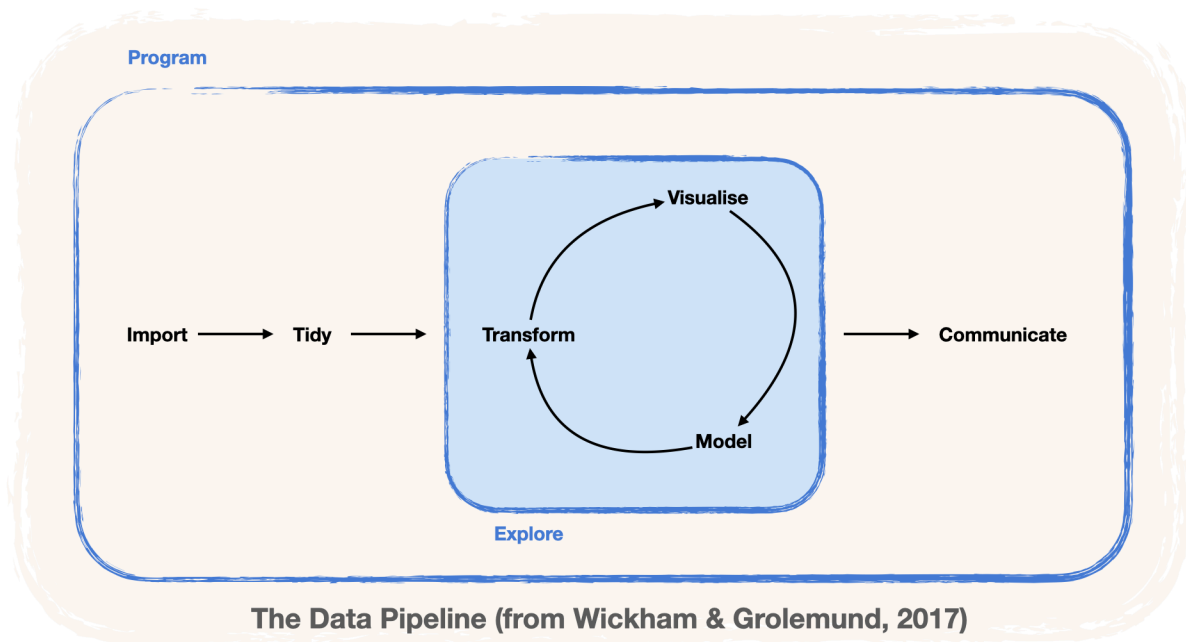 Program
Visualise
Import
Tidy
Transform
Communicate
Model
Explore
The Data Pipeline (from Wickham & Grolemund, 2017)